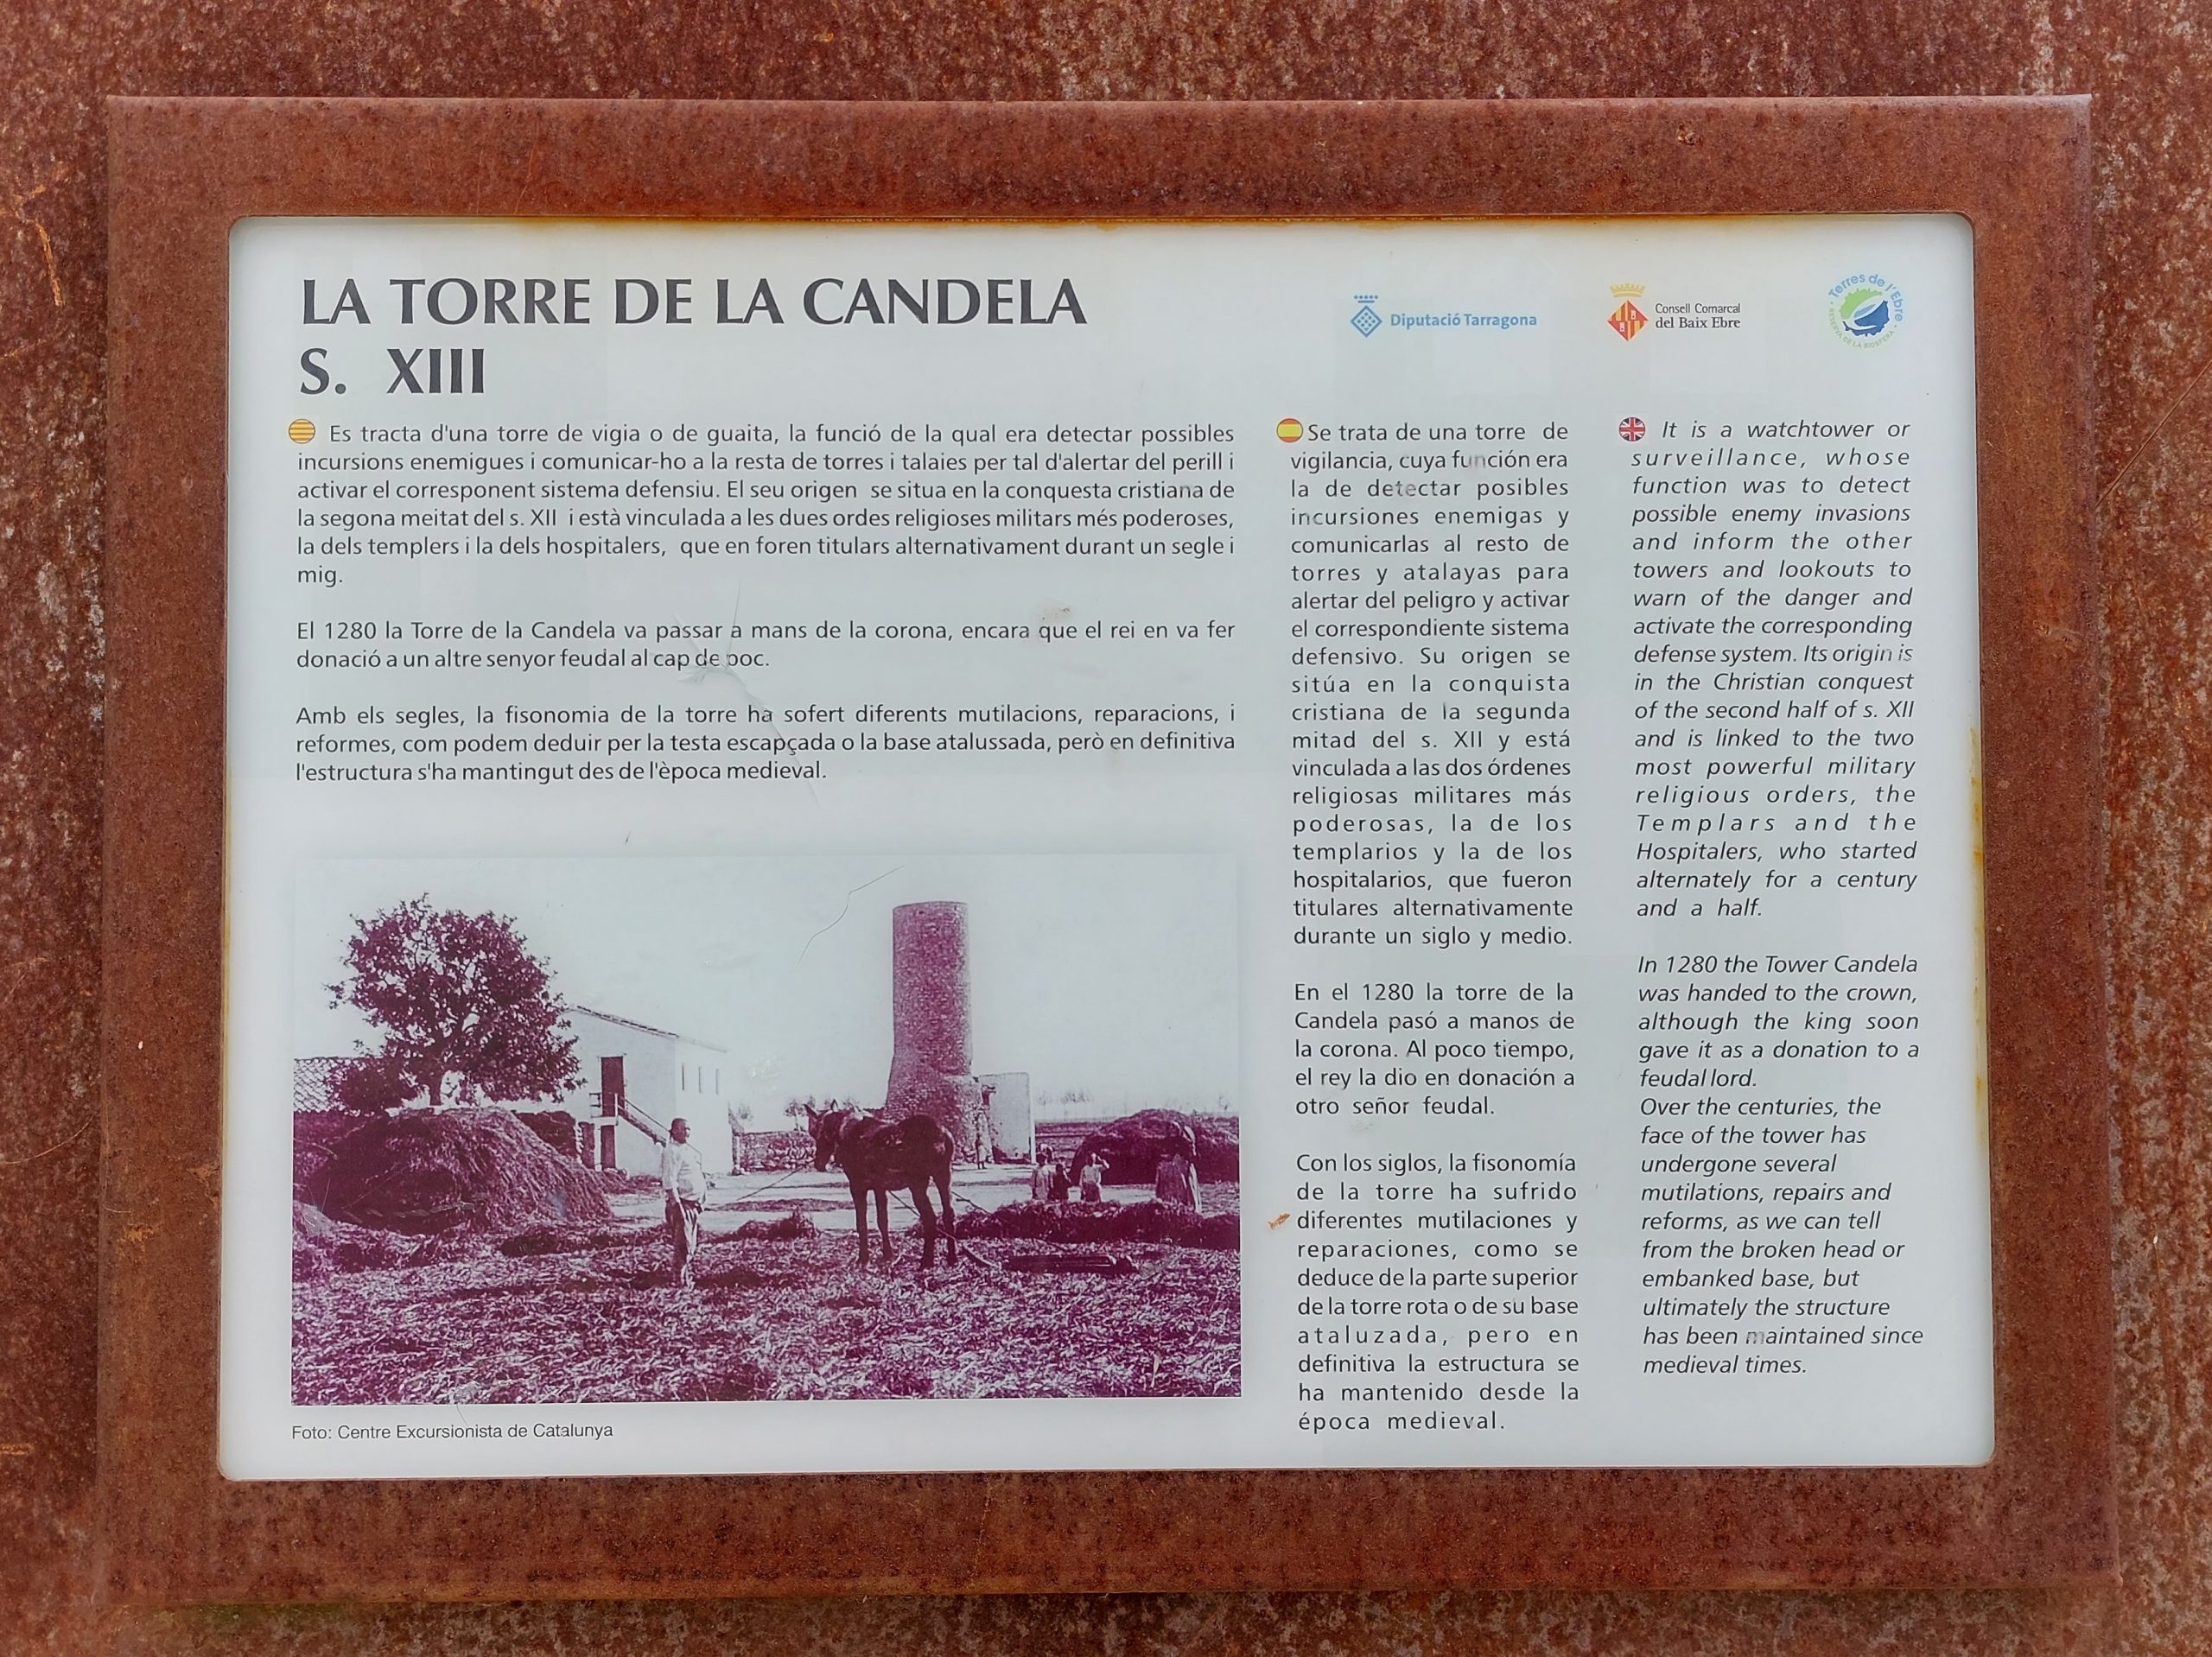 LA TORRE DE LA CANDELA
S. XIII
Diputació Tarragona
Consell Comarcal
del Baix Ebre
Terres de l'Ebre
RESERVA DE LA BIOSFERA
Es tracta d'una torre de vigia o de guaita, la funció de la qual era detectar possibles
incursions enemigues i comunicar-ho a la resta de torres i talaies per tal d'alertar del perill i
activar el corresponent sistema defensiu. El seu origen se situa en la conquesta cristiana de
la segona meitat del s. XII i està vinculada a les dues ordes religioses militars més poderoses,
la dels templers i la dels hospitalers, que en foren titulars alternativament durant un segle i
mig.
El 1280 la Torre de la Candela va passar a mans de la corona, encara que el rei en va fer
donació a un altre senyor feudal al cap de poc.
Amb els segles, la fisonomia de la torre ha sofert diferents mutilacions, reparacions, i
reformes, com podem deduir per la testa escapçada o la base atalussada, però en definitiva
l'estructura s'ha mantingut des de l'època medieval.
Foto: Centre Excursionista de Catalunya
Se trata de una torre de
vigilancia, cuya función era
la de detectar posibles
incursiones enemigas y
comunicarlas al resto de
torres y atalayas para
alertar del peligro y activar
el correspondiente sistema
defensivo. Su origen se
sitúa en la conquista
cristiana de la segunda
mitad del s. XII y está
vinculada a las dos órdenes
religiosas militares más
poderosas, la de los
templarios y la de los
hospitalarios, que fueron
titulares alternativamente
durante un siglo y medio.
En el 1280 la torre de la
Candela pasó a manos de
la corona. Al poco tiempo,
el rey la dio en donación a
otro señor feudal.
Con los siglos, la fisonomía
de la torre ha sufrido
diferentes mutilaciones y
reparaciones, como se
deduce de la parte superior
de la torre rota o de su base
ataluzada, pero en
definitiva la estructura se
ha mantenido desde la
época medieval.
It is a watchtower or
surveillance, whose
function was to detect
possible enemy invasions
and inform the other
towers and lookouts to
warn of the danger and
activate the corresponding
defense system. Its origin is
in the Christian conquest
of the second half of s. XII
and is linked to the two
most powerful military
religious orders, the
Templars and the
Hospitalers, who started
alternately for a century
and a half.
In 1280 the Tower Candela
was handed to the crown,
although the king soon
gave it as a donation to a
feudal lord.
Over the centuries, the
face of the tower has
undergone several
mutilations, repairs and
reforms, as we can tell
from the broken head or
embanked base, but
ultimately the structure
has been maintained since
medieval times.